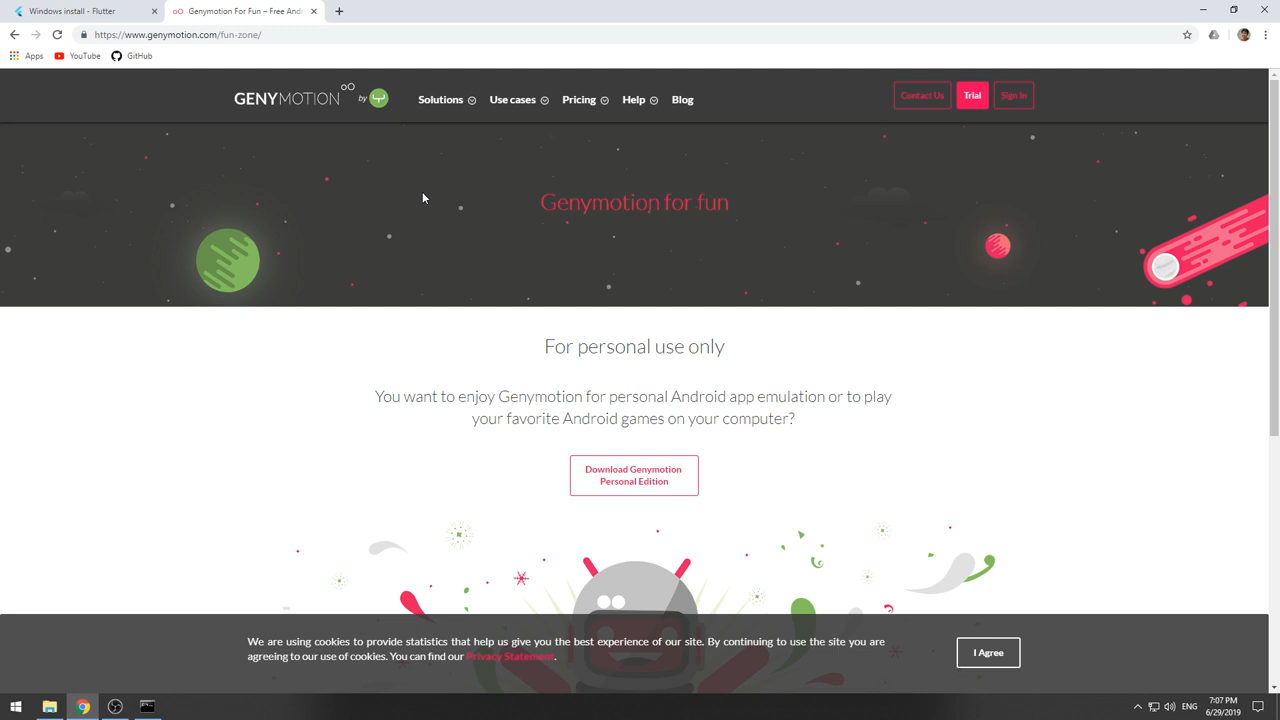 Windows install - Flutter
Genymotion For Fun – Free And
https://www.genymotion.com/fun-zone/
Apps
YouTube
GitHub
GENYMOTION by
Solutions
Use cases
Pricing
Help
Blog
Contact Us
Trial
Sign In
Genymotion for fun
For personal use only
You want to enjoy Genymotion for personal Android app emulation or to play
your favorite Android games on your computer?
Download Genymotion
Personal Edition
We are using cookies to provide statistics that help us give you the best experience of our site. By continuing to use the site you are
agreeing to our use of cookies. You can find our Privacy Statement.
I Agree
ENG
7:07 PM
6/29/2019